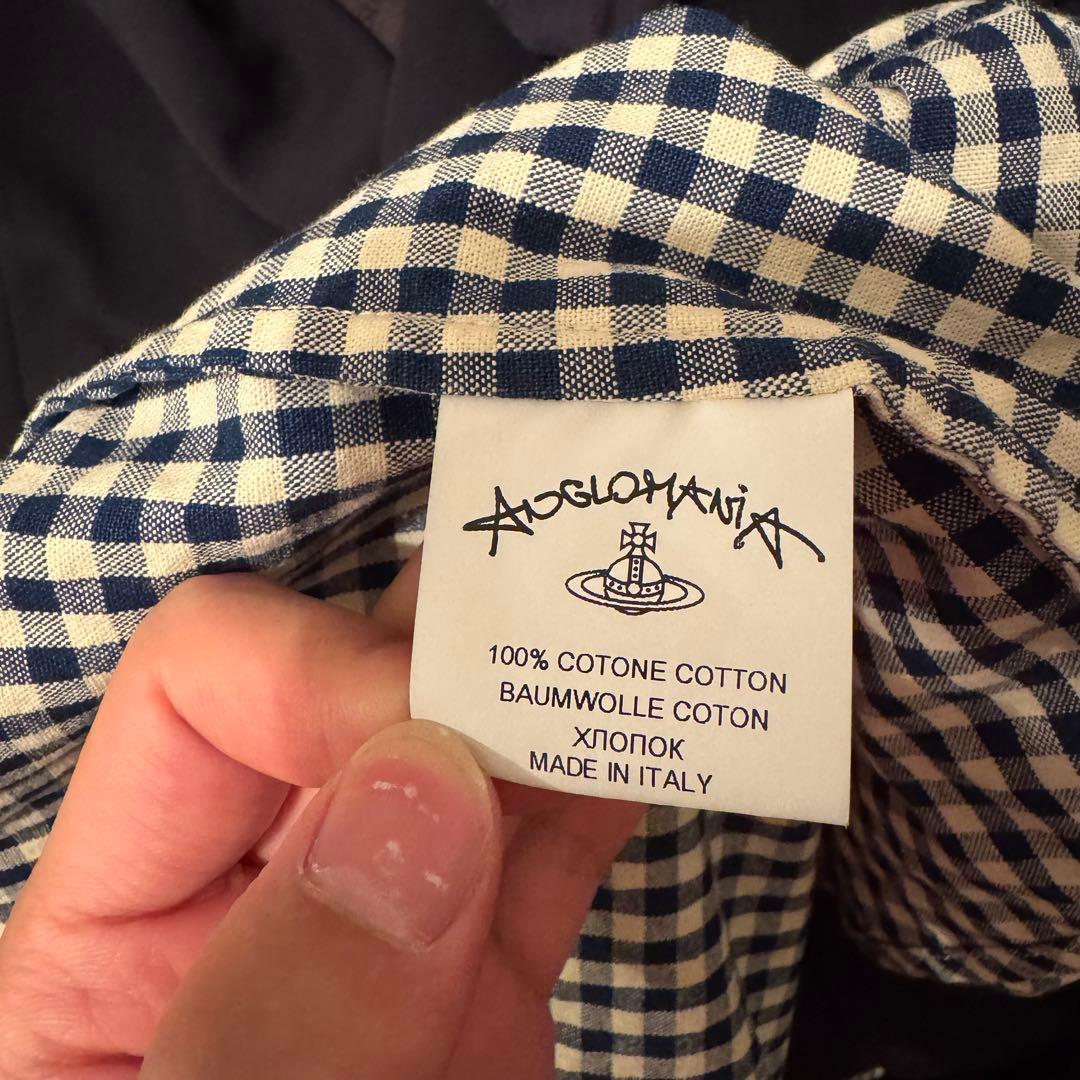 ANGLOMANIA
100% COTONE COTTON
BAUMWOLLE COTON
ХЛОПОК
MADE IN ITALY